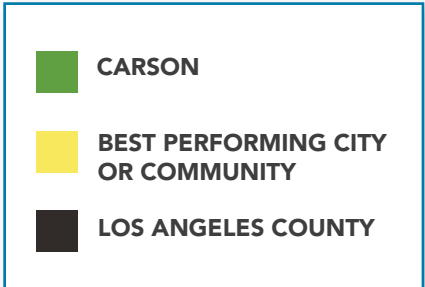 CARSON
BEST PERFORMING CITY
OR COMMUNITY
LOS ANGELES COUNTY